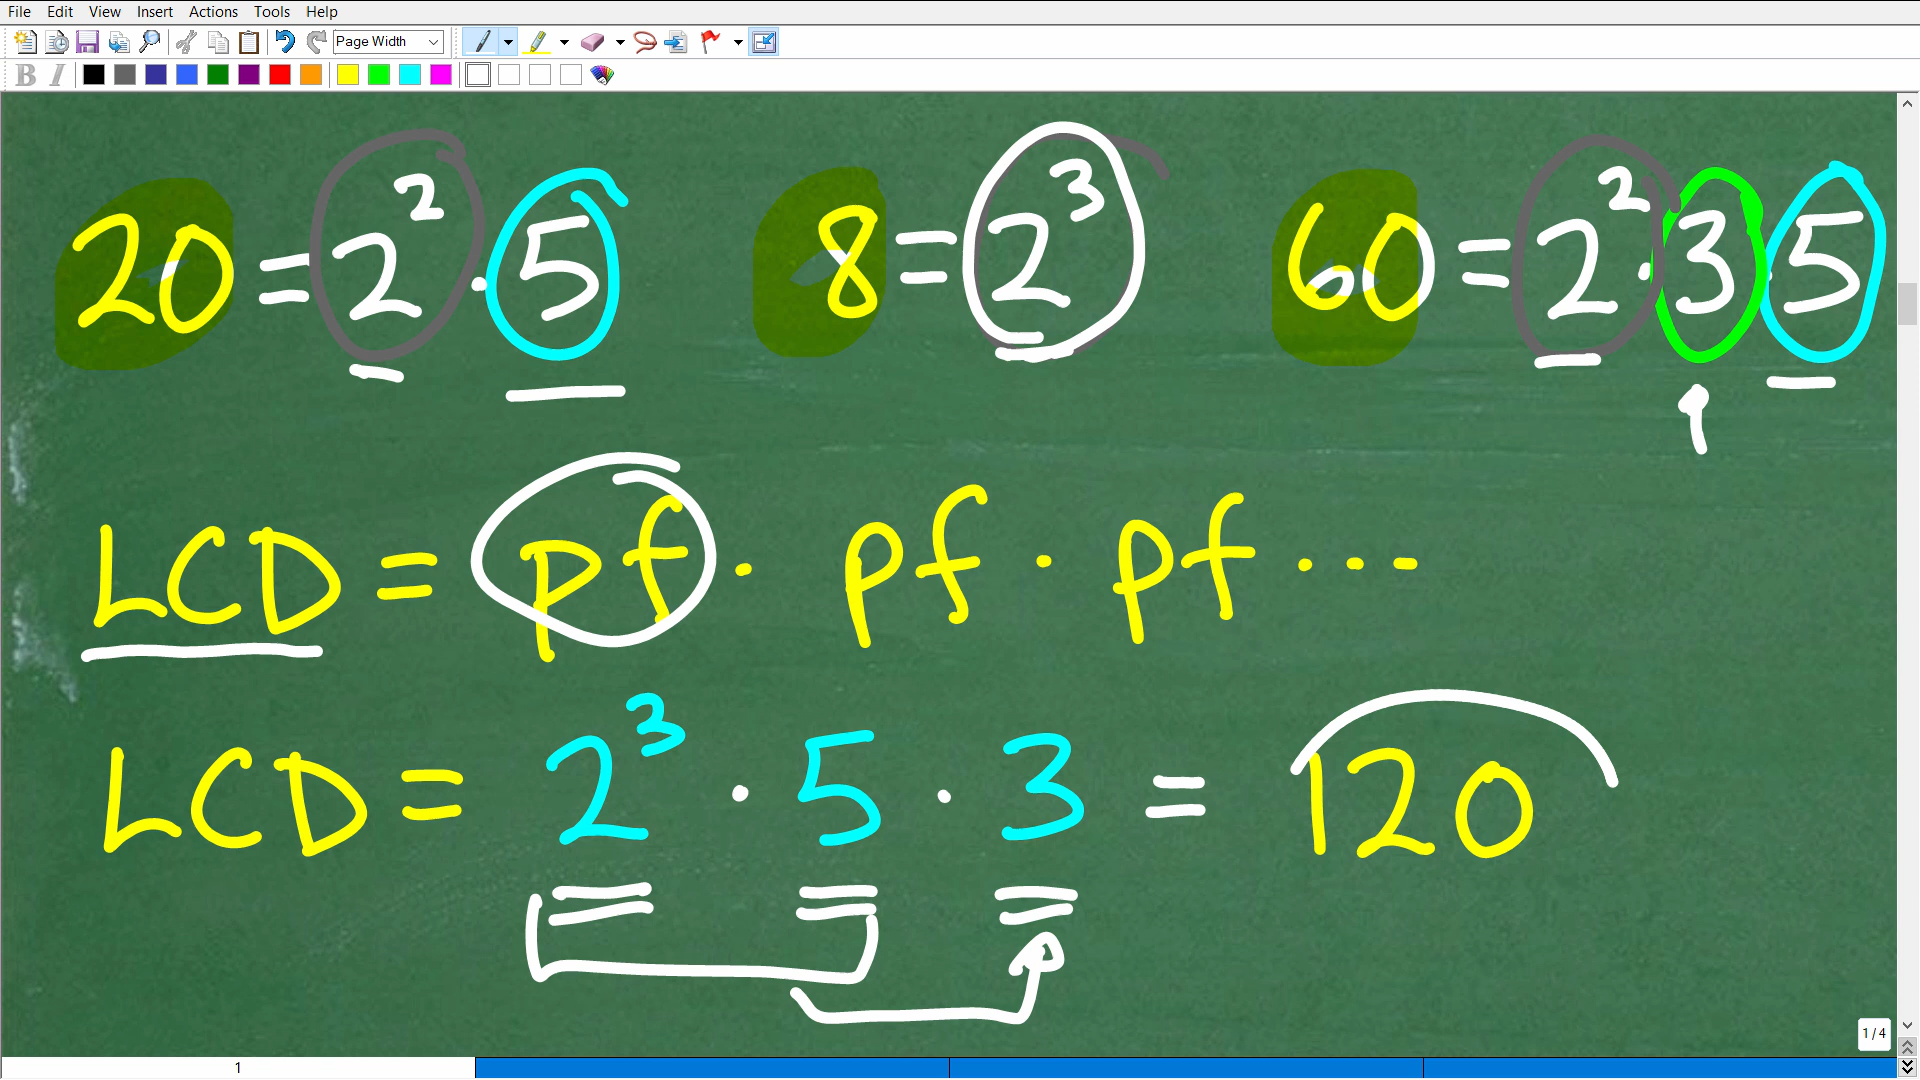 File Edit View Insert Actions Tools Help
Page Width
B I
20 = 2² · 5 8 = 2³ 60 = 2² · 3 · 5
LCD = pf · pf · pf ...
LCD = 2³ · 5 · 3 = 120
1 / 4
1